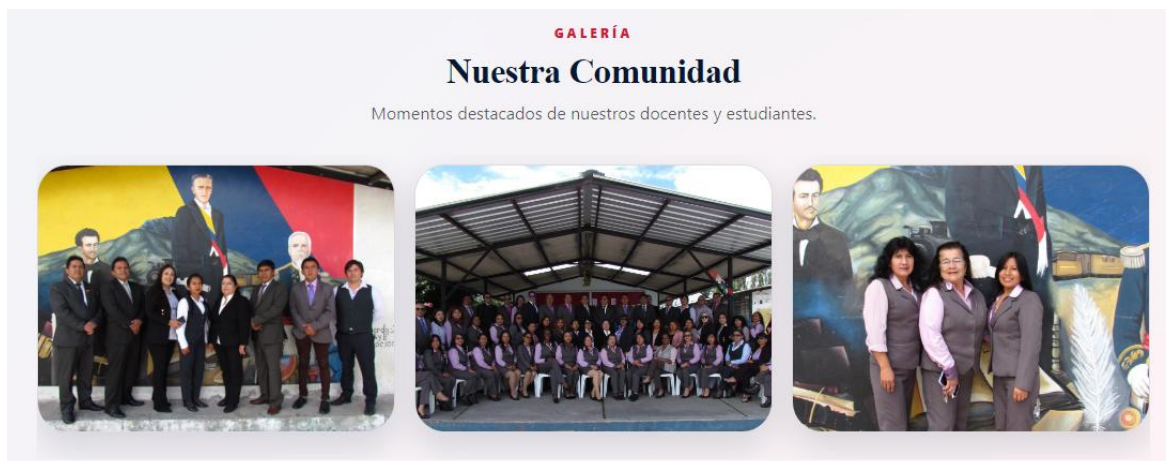 GALERÍA
Nuestra Comunidad
Momentos destacados de nuestros docentes y estudiantes.